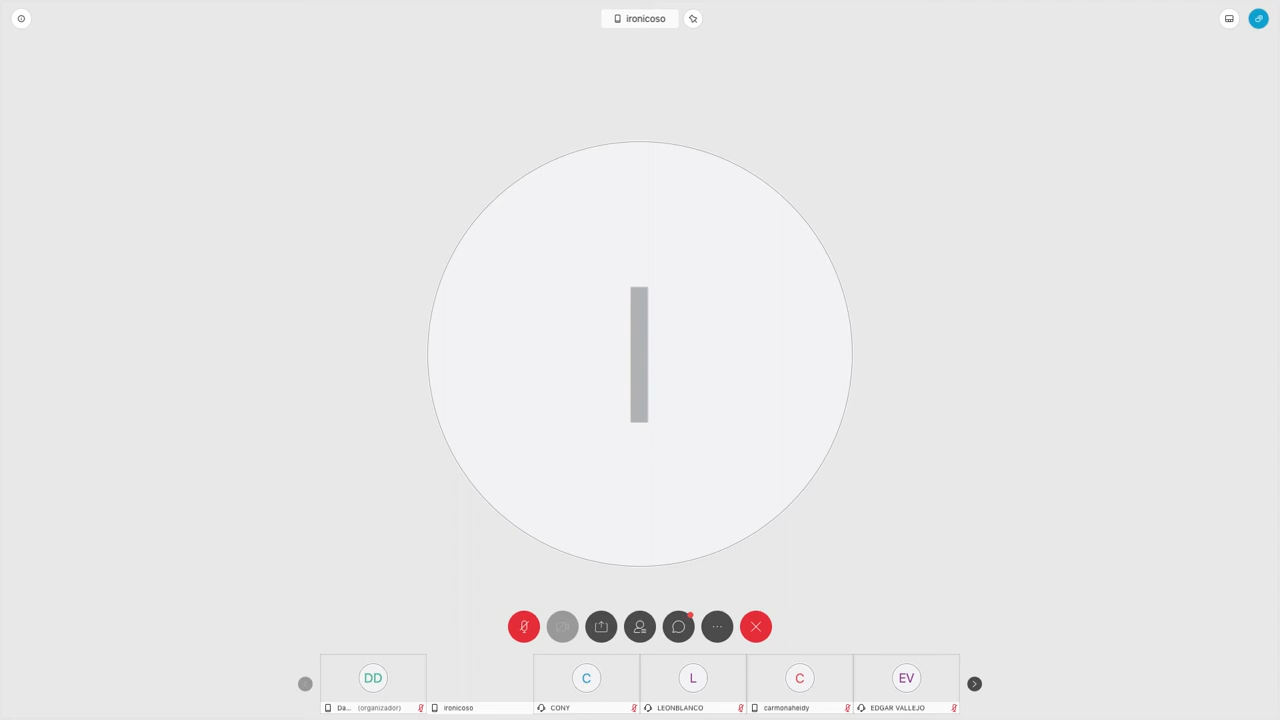 ironicoso
I
DD
C
L
C
EV
Da... (organizador)
ironicoso
CONY
LEONBLANCO
carmonaheidy
EDGAR VALLEJO